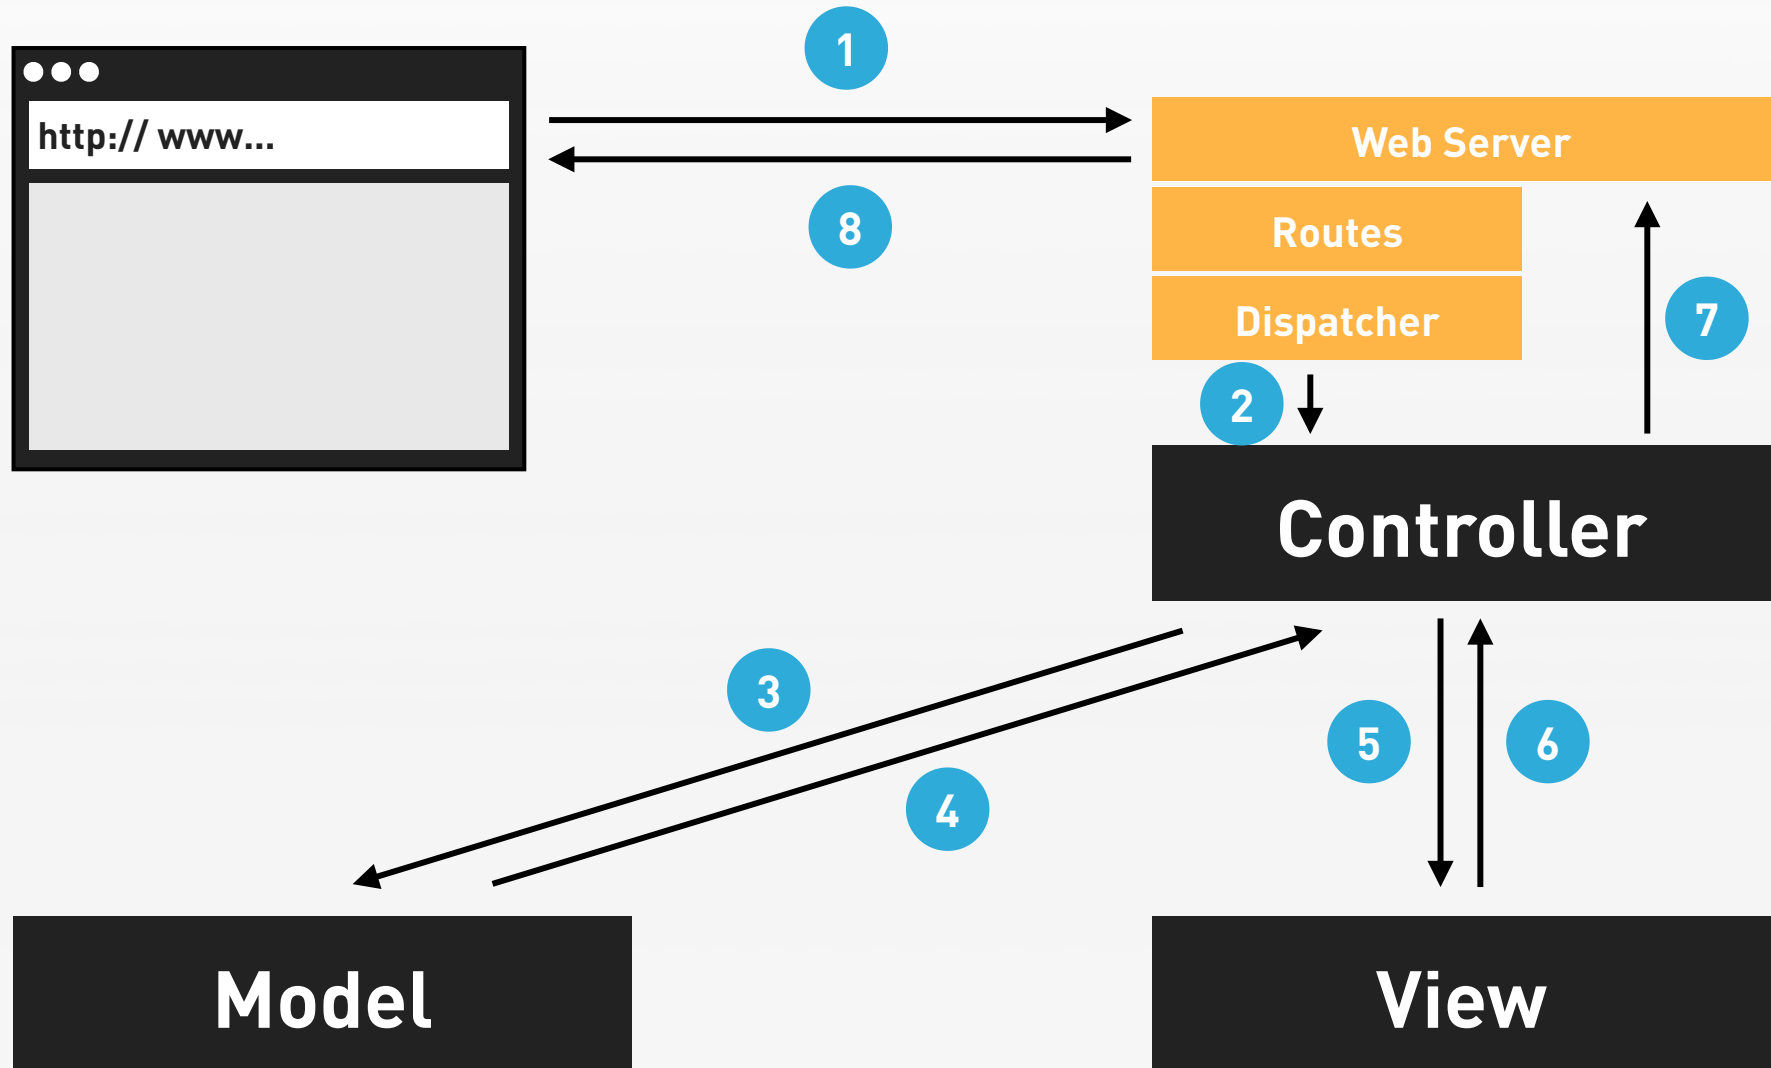 1
http:// www...
Web Server
8
Routes
Dispatcher
7
2
Controller
3
5
6
4
Model
View